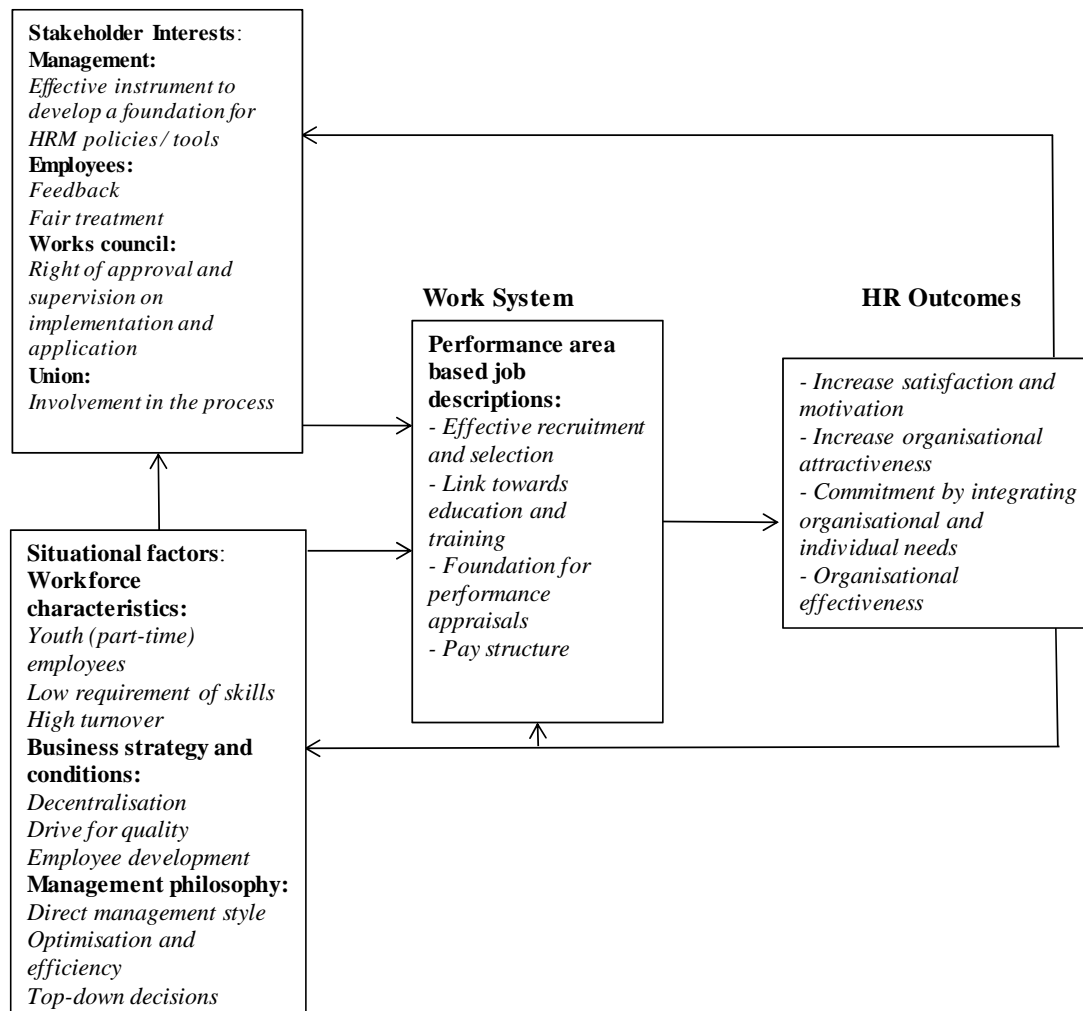 Stakeholder Interests:
Management:
Effective instrument to
develop a foundation for
HRM policies / tools
Employees:
Feedback
Fair treatment
Works council:
Right of approval and
supervision on
implementation and
application
Union:
Involvement in the process
Situational factors:
Workforce
characteristics:
Youth (part-time)
employees
Low requirement of skills
High turnover
Business strategy and
conditions:
Decentralisation
Drive for quality
Employee development
Management philosophy:
Direct management style
Optimisation and
efficiency
Top-down decisions
Work System
Performance area
based job
descriptions:
- Effective recruitment
and selection
- Link towards
education and
training
- Foundation for
performance
appraisals
- Pay structure
HR Outcomes
- Increase satisfaction and
motivation
- Increase organisational
attractiveness
- Commitment by integrating
organisational and
individual needs
- Organisational
effectiveness